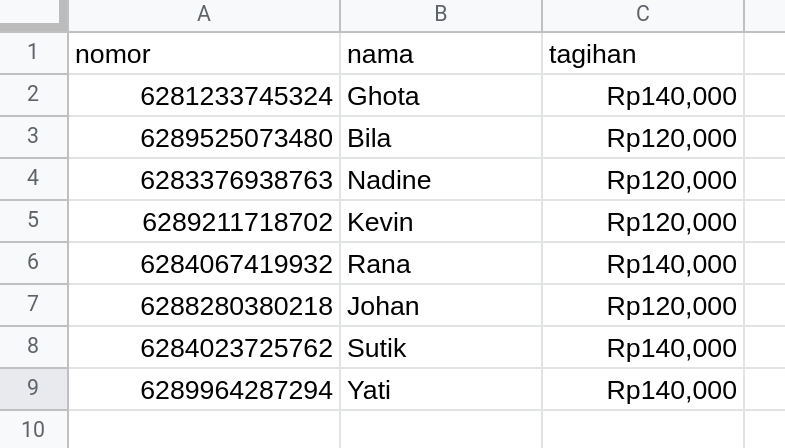 A B C
1 nomor nama tagihan
2 6281233745324 Ghota Rp140,000
3 6289525073480 Bila Rp120,000
4 6283376938763 Nadine Rp120,000
5 6289211718702 Kevin Rp120,000
6 6284067419932 Rana Rp140,000
7 6288280380218 Johan Rp120,000
8 6284023725762 Sutik Rp140,000
9 6289964287294 Yati Rp140,000
10